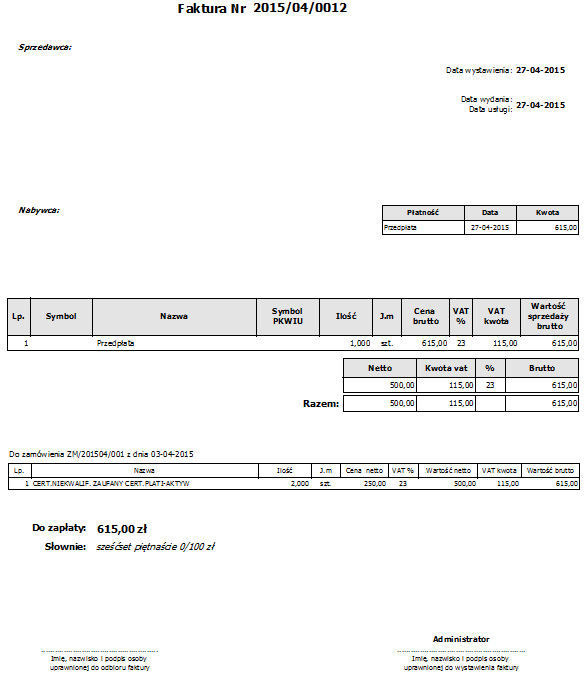 Faktura Nr 2015/04/0012
Sprzedawca:
Data wystawienia: 27-04-2015
Data wydania:
Data usługi: 27-04-2015
Nabywca:
Płatność Data Kwota
Przedpłata 27-04-2015 615,00
Lp. Symbol Nazwa Symbol PKWIU Ilość J.m Cena brutto VAT % VAT kwota Wartość sprzedaży brutto
1 Przedpłata 1,000 szt. 615,00 23 115,00 615,00
Netto Kwota vat % Brutto
500,00 115,00 23 615,00
Razem: 500,00 115,00 615,00
Do zamówienia ZM/201504/001 z dnia 03-04-2015
Lp. Nazwa Ilość J.m Cena netto VAT % Wartość netto VAT kwota Wartość brutto
1 CERT.NIEKWALIF. ZAUFANY CERT.PLATI-AKTYW 2,000 szt. 250,00 23 500,00 115,00 615,00
Do zapłaty: 615,00 zł
Słownie: sześćset piętnaście 0/100 zł
Administrator
Imię, nazwisko i podpis osoby
uprawnionej do odbioru faktury
Imię, nazwisko i podpis osoby
uprawnionej do wystawienia faktury